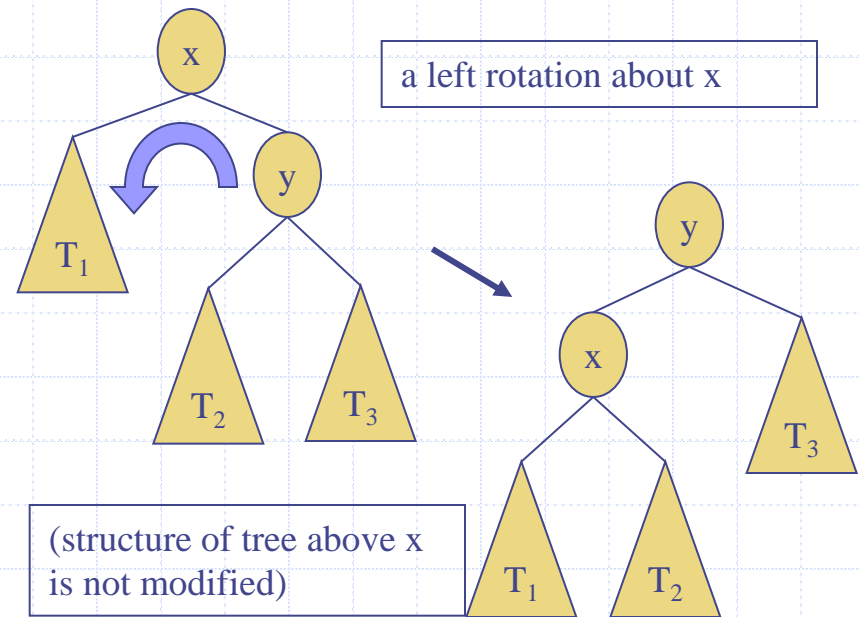 x
a left rotation about x
y
T₁
y
x
T₂
T₃
T₃
(structure of tree above x
is not modified)
T₁
T₂